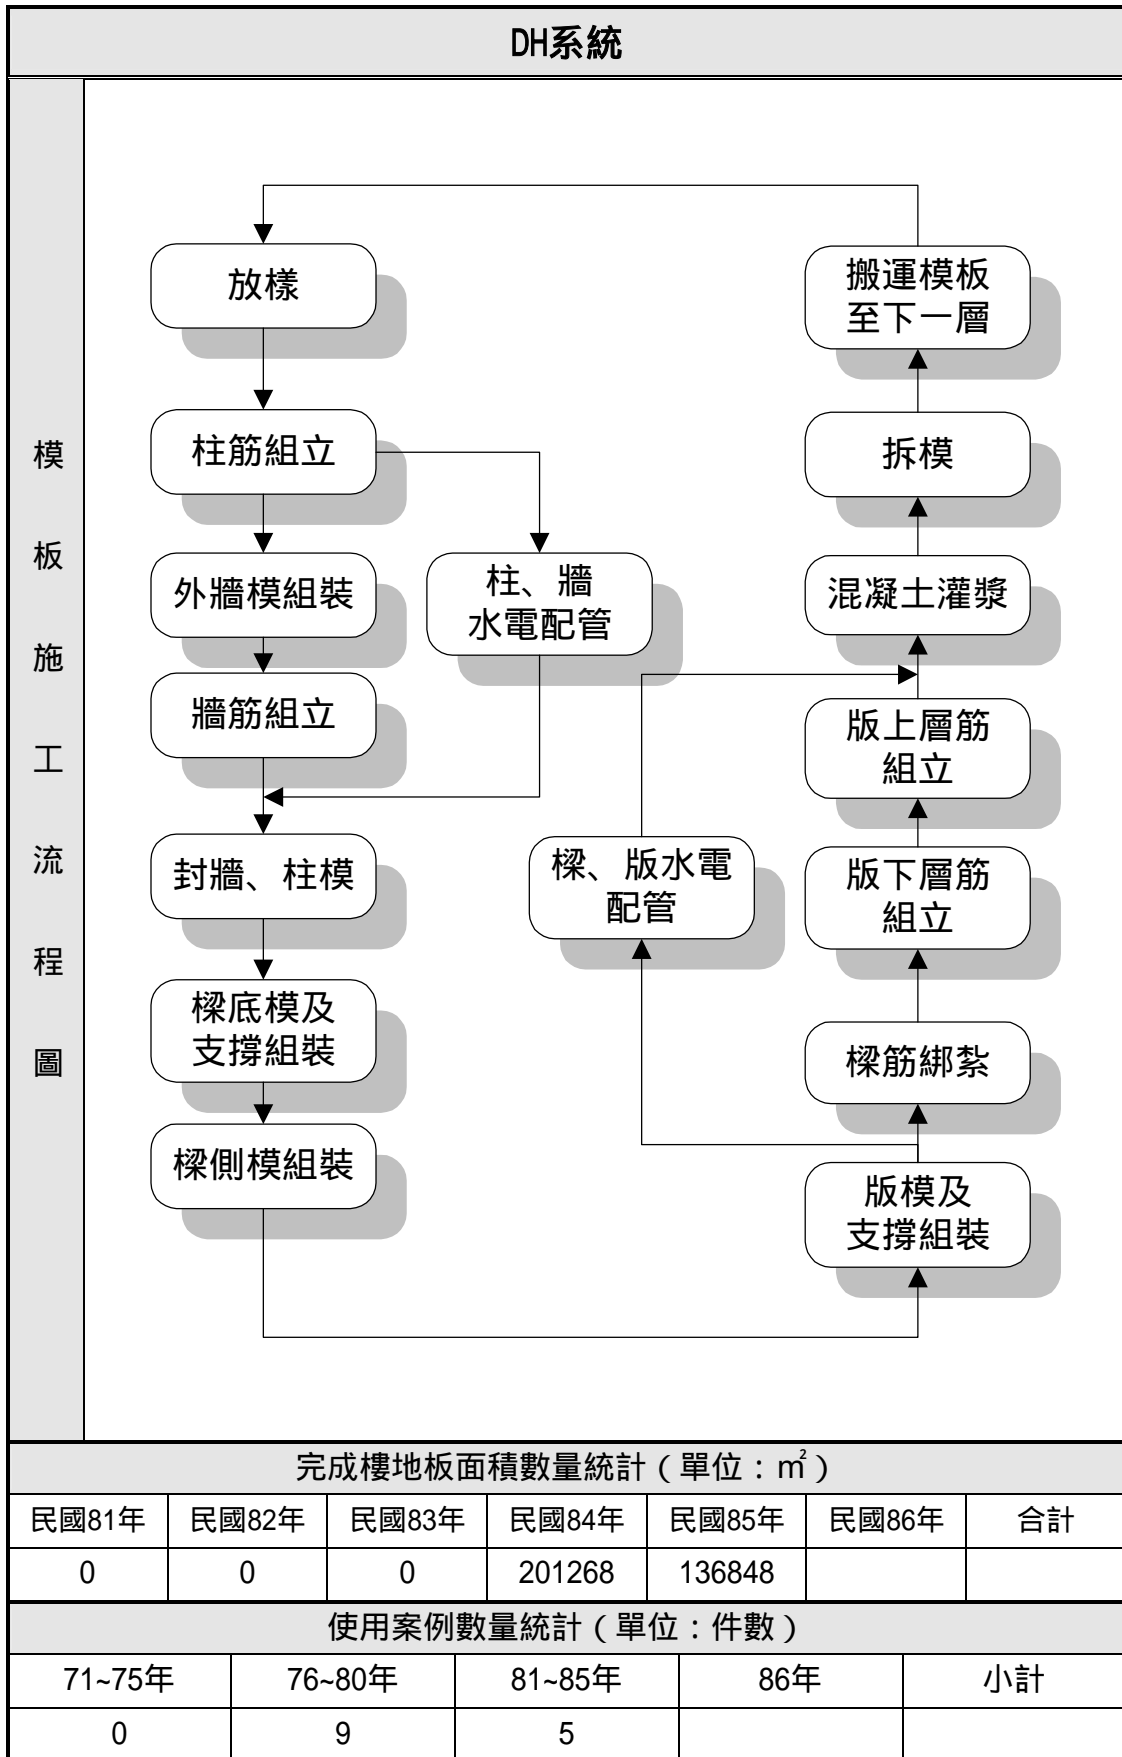 DH系統
模板施工流程圖
放樣
柱筋組立
外牆模組裝
牆筋組立
柱、牆
水電配管
封牆、柱模
樑底模及
支撐組裝
樑側模組裝
版模及
支撐組裝
樑筋綁紮
樑、版水電
配管
版下層筋
組立
版上層筋
組立
混凝土灌漿
拆模
搬運模板
至下一層
完成樓地板面積數量統計（單位：㎡）
民國81年 民國82年 民國83年 民國84年 民國85年 民國86年 合計
0 0 0 201268 136848
使用案例數量統計（單位：件數）
71~75年 76~80年 81~85年 86年 小計
0 9 5